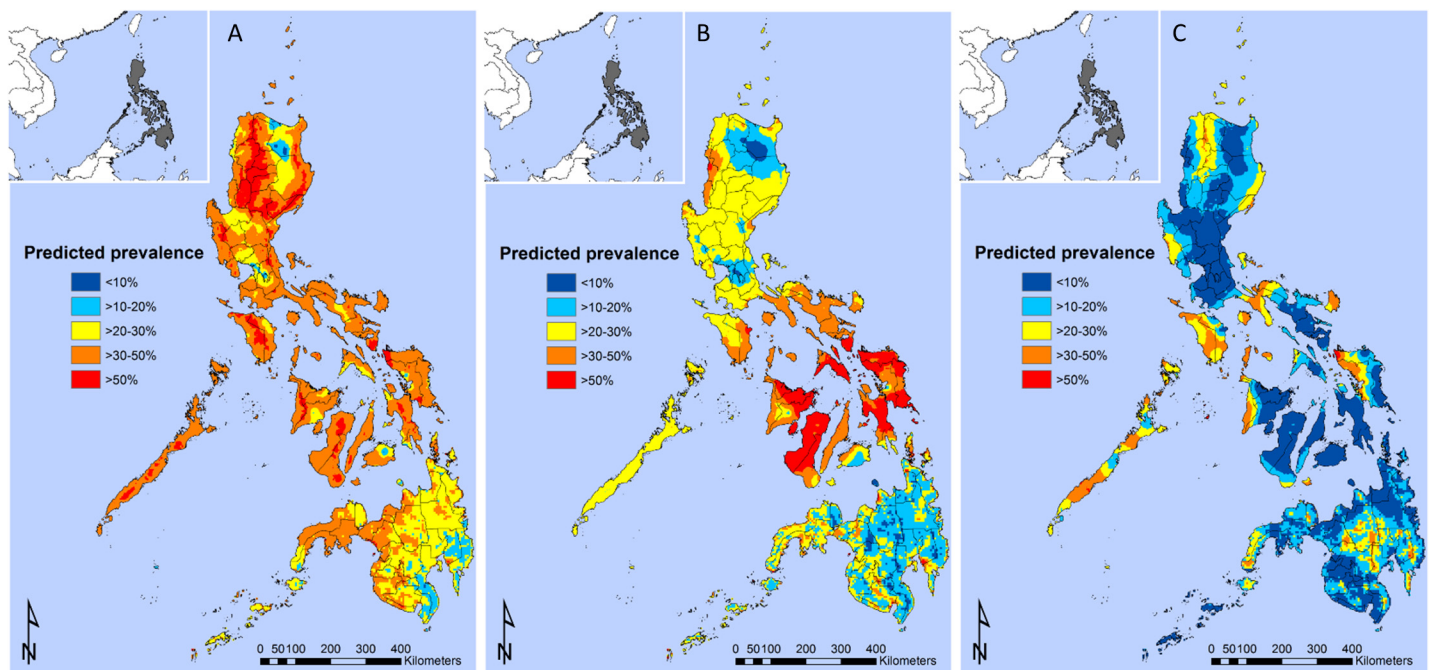 A
Predicted prevalence
<10%
>10-20%
>20-30%
>30-50%
>50%
N
0 50100 200 300 400
Kilometers
B
Predicted prevalence
<10%
>10-20%
>20-30%
>30-50%
>50%
N
0 50100 200 300 400
Kilometers
C
Predicted prevalence
<10%
>10-20%
>20-30%
>30-50%
>50%
N
0 50100 200 300 400
Kilometers